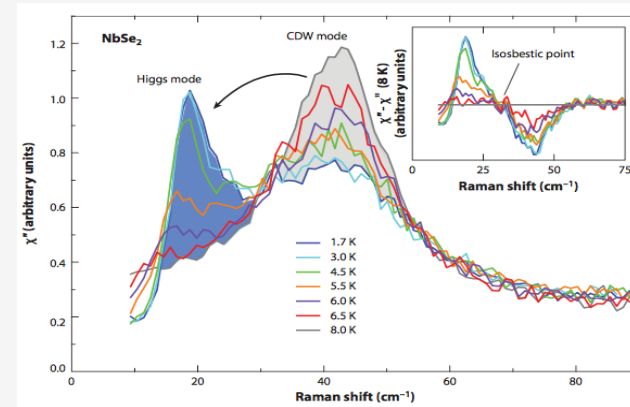 NbSe₂
CDW mode
Higgs mode
χ″ (arbitrary units)
1.2
1.0
0.8
0.6
0.4
0.2
0.0
0
20
40
60
80
Raman shift (cm⁻¹)
1.7 K
3.0 K
4.5 K
5.5 K
6.0 K
6.5 K
8.0 K
Isosbestic point
χ″- χ″ (8 K)
(arbitrary units)
0
25
50
75
Raman shift (cm⁻¹)